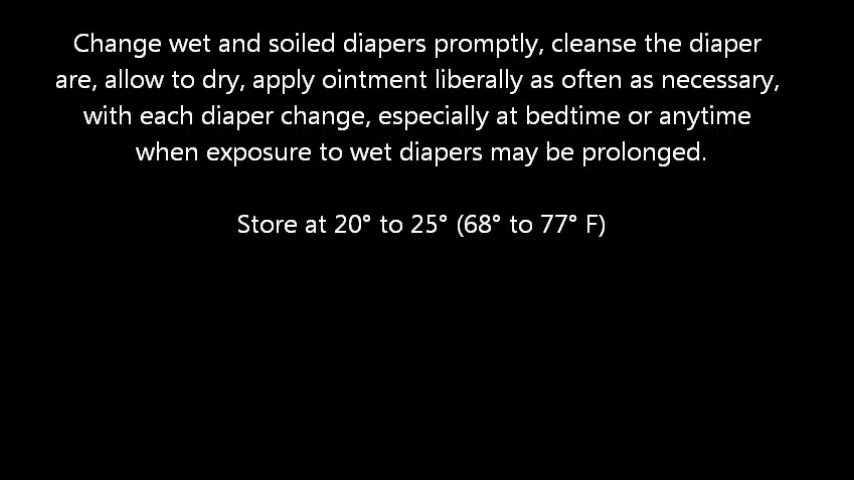 Change wet and soiled diapers promptly, cleanse the diaper
are, allow to dry, apply ointment liberally as often as necessary,
with each diaper change, especially at bedtime or anytime
when exposure to wet diapers may be prolonged.
Store at 20° to 25° (68° to 77° F)